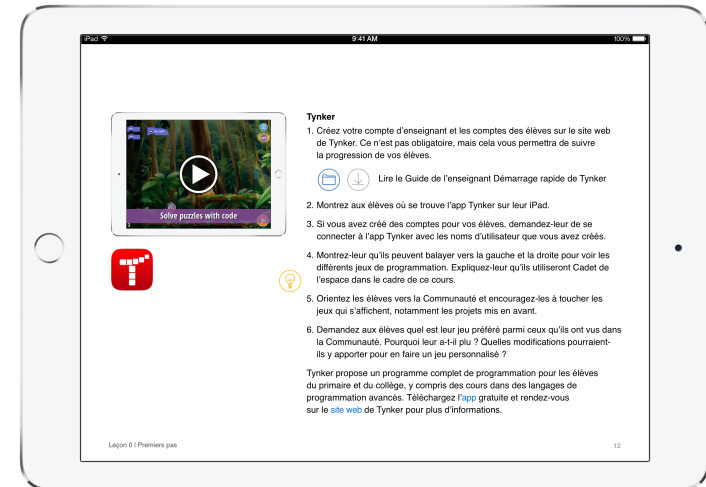 iPad
9:41 AM
100%
Solve puzzles with code
Tynker
1. Créez votre compte d'enseignant et les comptes des élèves sur le site web
de Tynker. Ce n'est pas obligatoire, mais cela vous permettra de suivre
la progression de vos élèves.
Lire le Guide de l'enseignant Démarrage rapide de Tynker
2. Montrez aux élèves où se trouve l'app Tynker sur leur iPad.
3. Si vous avez créé des comptes pour vos élèves, demandez-leur de se
connecter à l'app Tynker avec les noms d'utilisateur que vous avez créés.
4. Montrez-leur qu'ils peuvent balayer vers la gauche et la droite pour voir les
différents jeux de programmation. Expliquez-leur qu'ils utiliseront Cadet de
l'espace dans le cadre de ce cours.
5. Orientez les élèves vers la Communauté et encouragez-les à toucher les
jeux qui s'affichent, notamment les projets mis en avant.
6. Demandez aux élèves quel est leur jeu préféré parmi ceux qu'ils ont vus dans
la Communauté. Pourquoi leur a-t-il plu ? Quelles modifications pourraient-
ils y apporter pour en faire un jeu personnalisé ?
Tynker propose un programme complet de programmation pour les élèves
du primaire et du collège, y compris des cours dans des langages de
programmation avancés. Téléchargez l'app gratuite et rendez-vous
sur le site web de Tynker pour plus d'informations.
Leçon 0 | Premiers pas
12